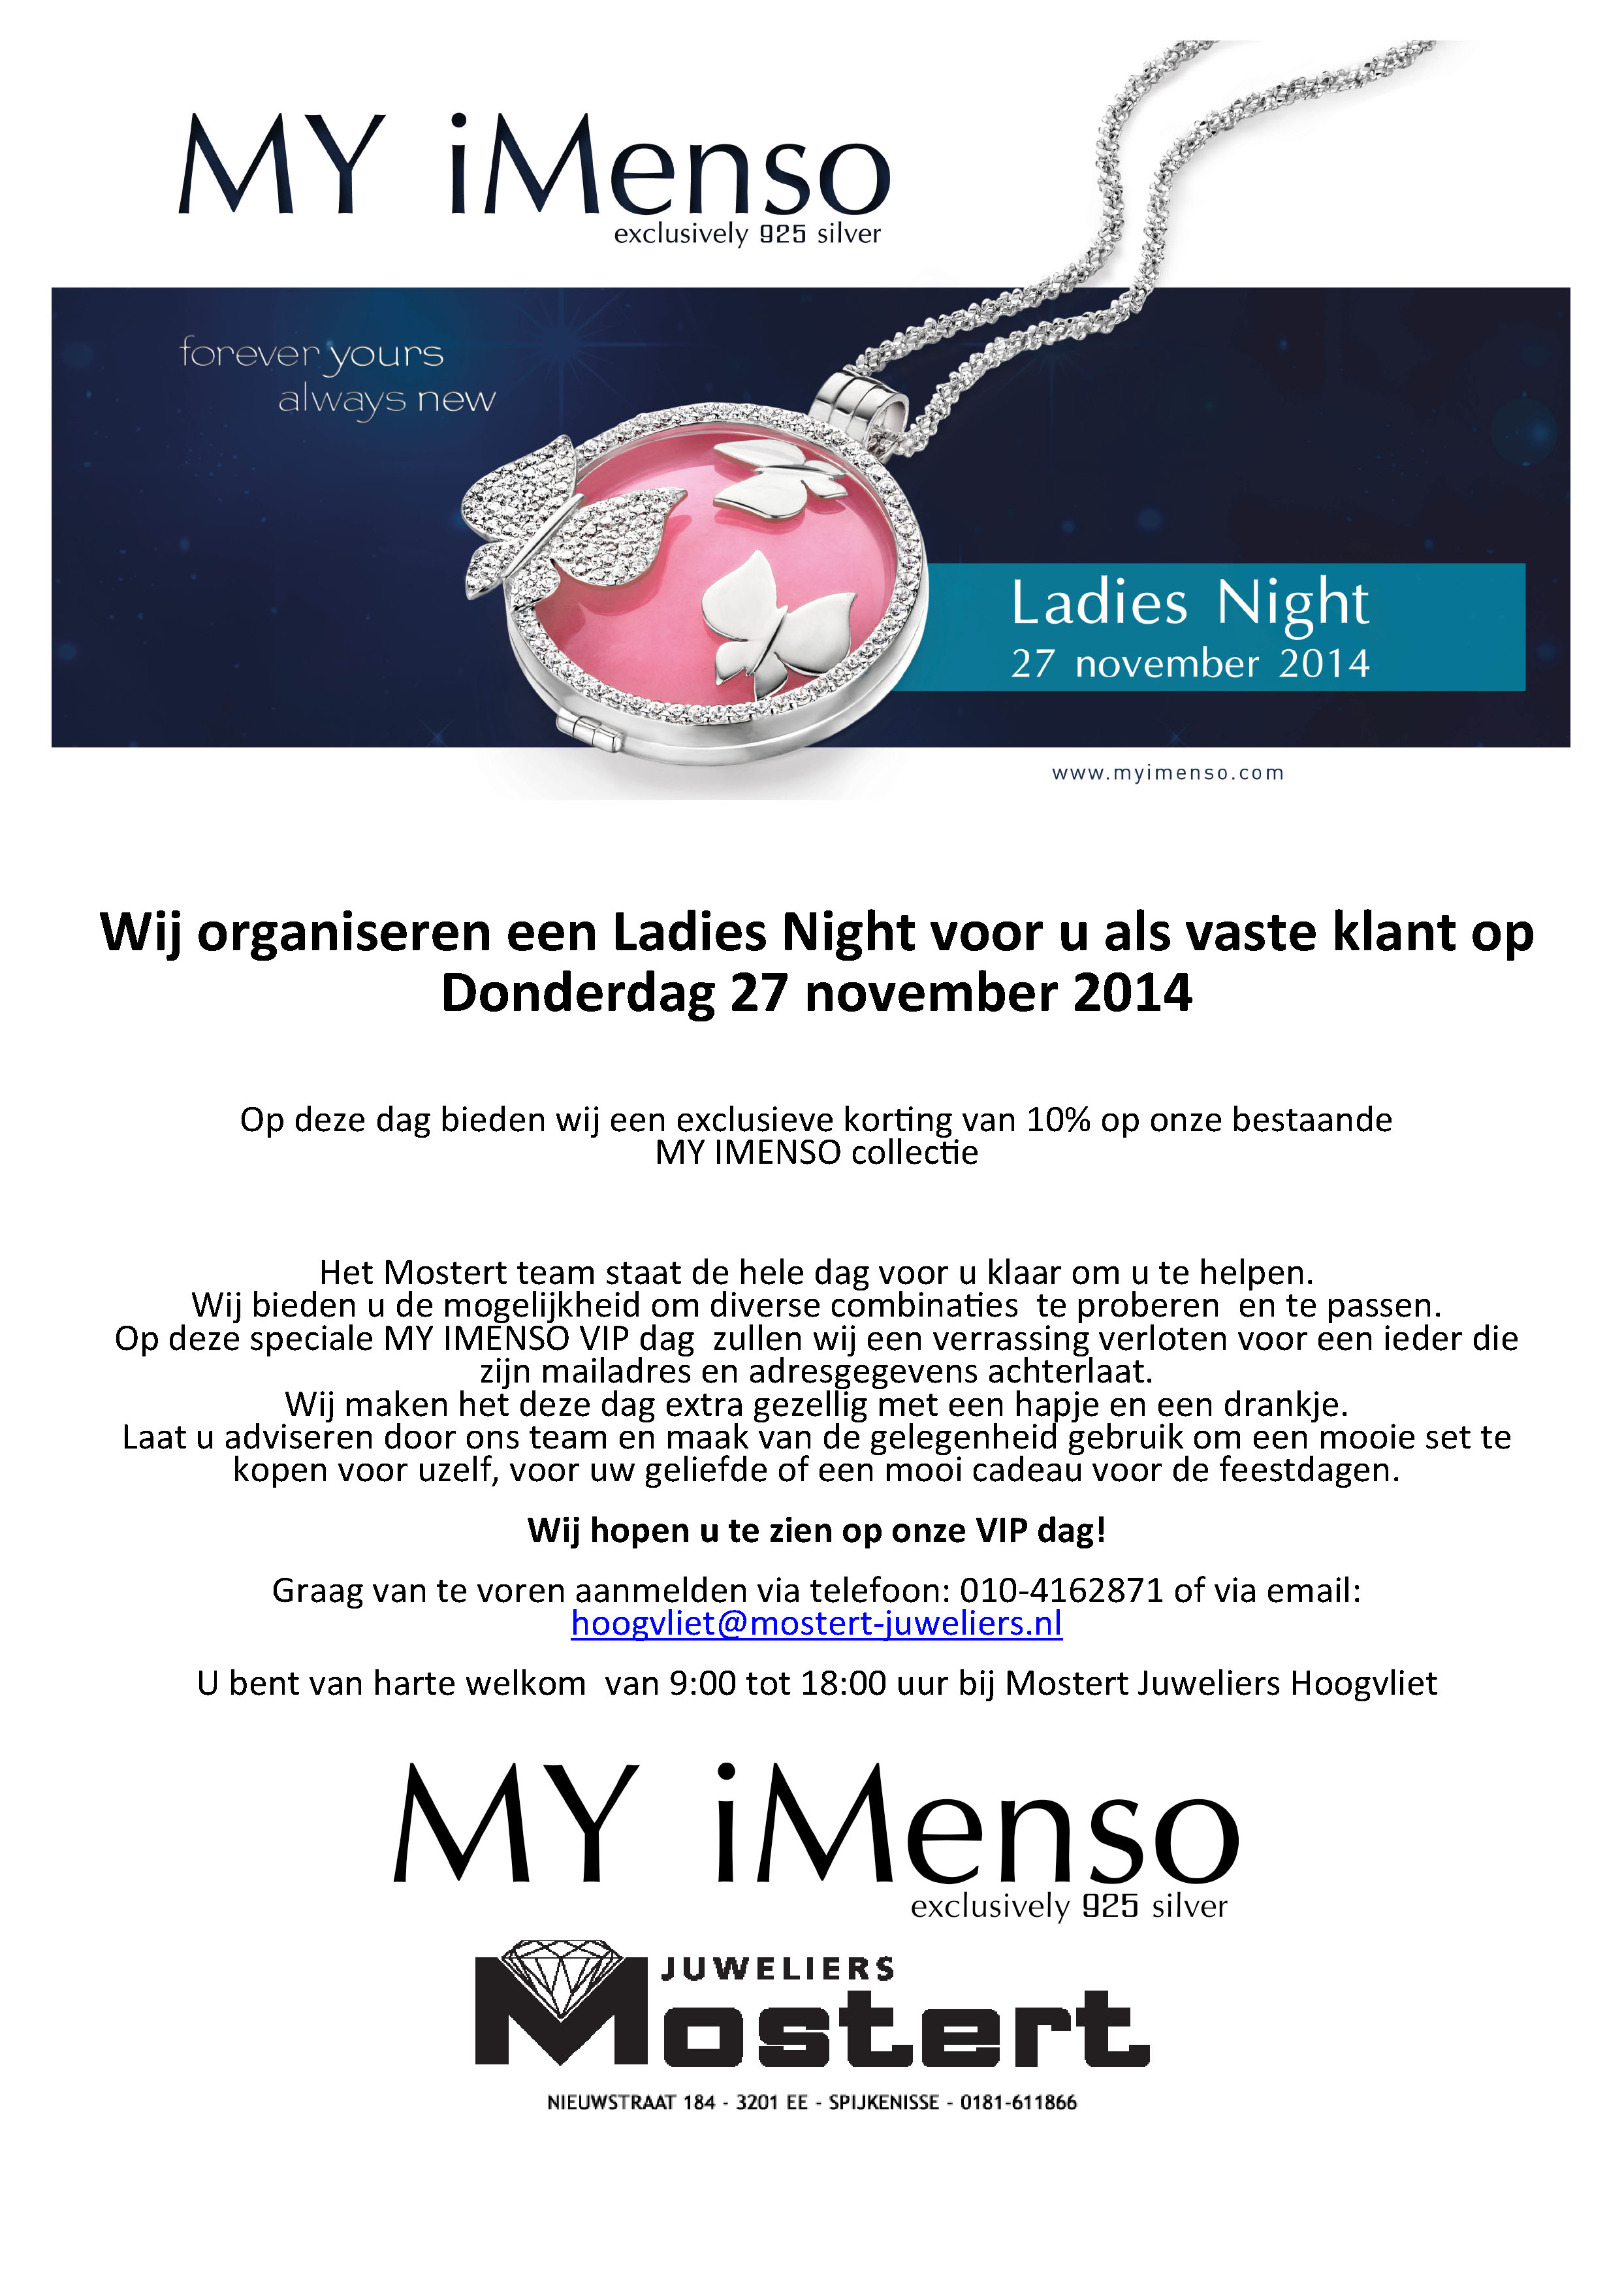 MY iMenso
exclusively 925 silver
forever yours
always new
Ladies Night
27 november 2014
www.myimenso.com
Wij organiseren een Ladies Night voor u als vaste klant op
Donderdag 27 november 2014
Op deze dag bieden wij een exclusieve korting van 10% op onze bestaande
MY IMENSO collectie
Het Mostert team staat de hele dag voor u klaar om u te helpen.
Wij bieden u de mogelijkheid om diverse combinaties te proberen en te passen.
Op deze speciale MY IMENSO VIP dag zullen wij een verrassing verloten voor een ieder die
zijn mailadres en adresgegevens achterlaat.
Wij maken het deze dag extra gezellig met een hapje en een drankje.
Laat u adviseren door ons team en maak van de gelegenheid gebruik om een mooie set te
kopen voor uzelf, voor uw geliefde of een mooi cadeau voor de feestdagen.
Wij hopen u te zien op onze VIP dag!
Graag van te voren aanmelden via telefoon: 010-4162871 of via email:
hoogvliet@mostert-juweliers.nl
U bent van harte welkom van 9:00 tot 18:00 uur bij Mostert Juweliers Hoogvliet
MY iMenso
exclusively 925 silver
JUWELIERS
Mostert
NIEUWSTRAAT 184 - 3201 EE - SPIJKENISSE - 0181-611866